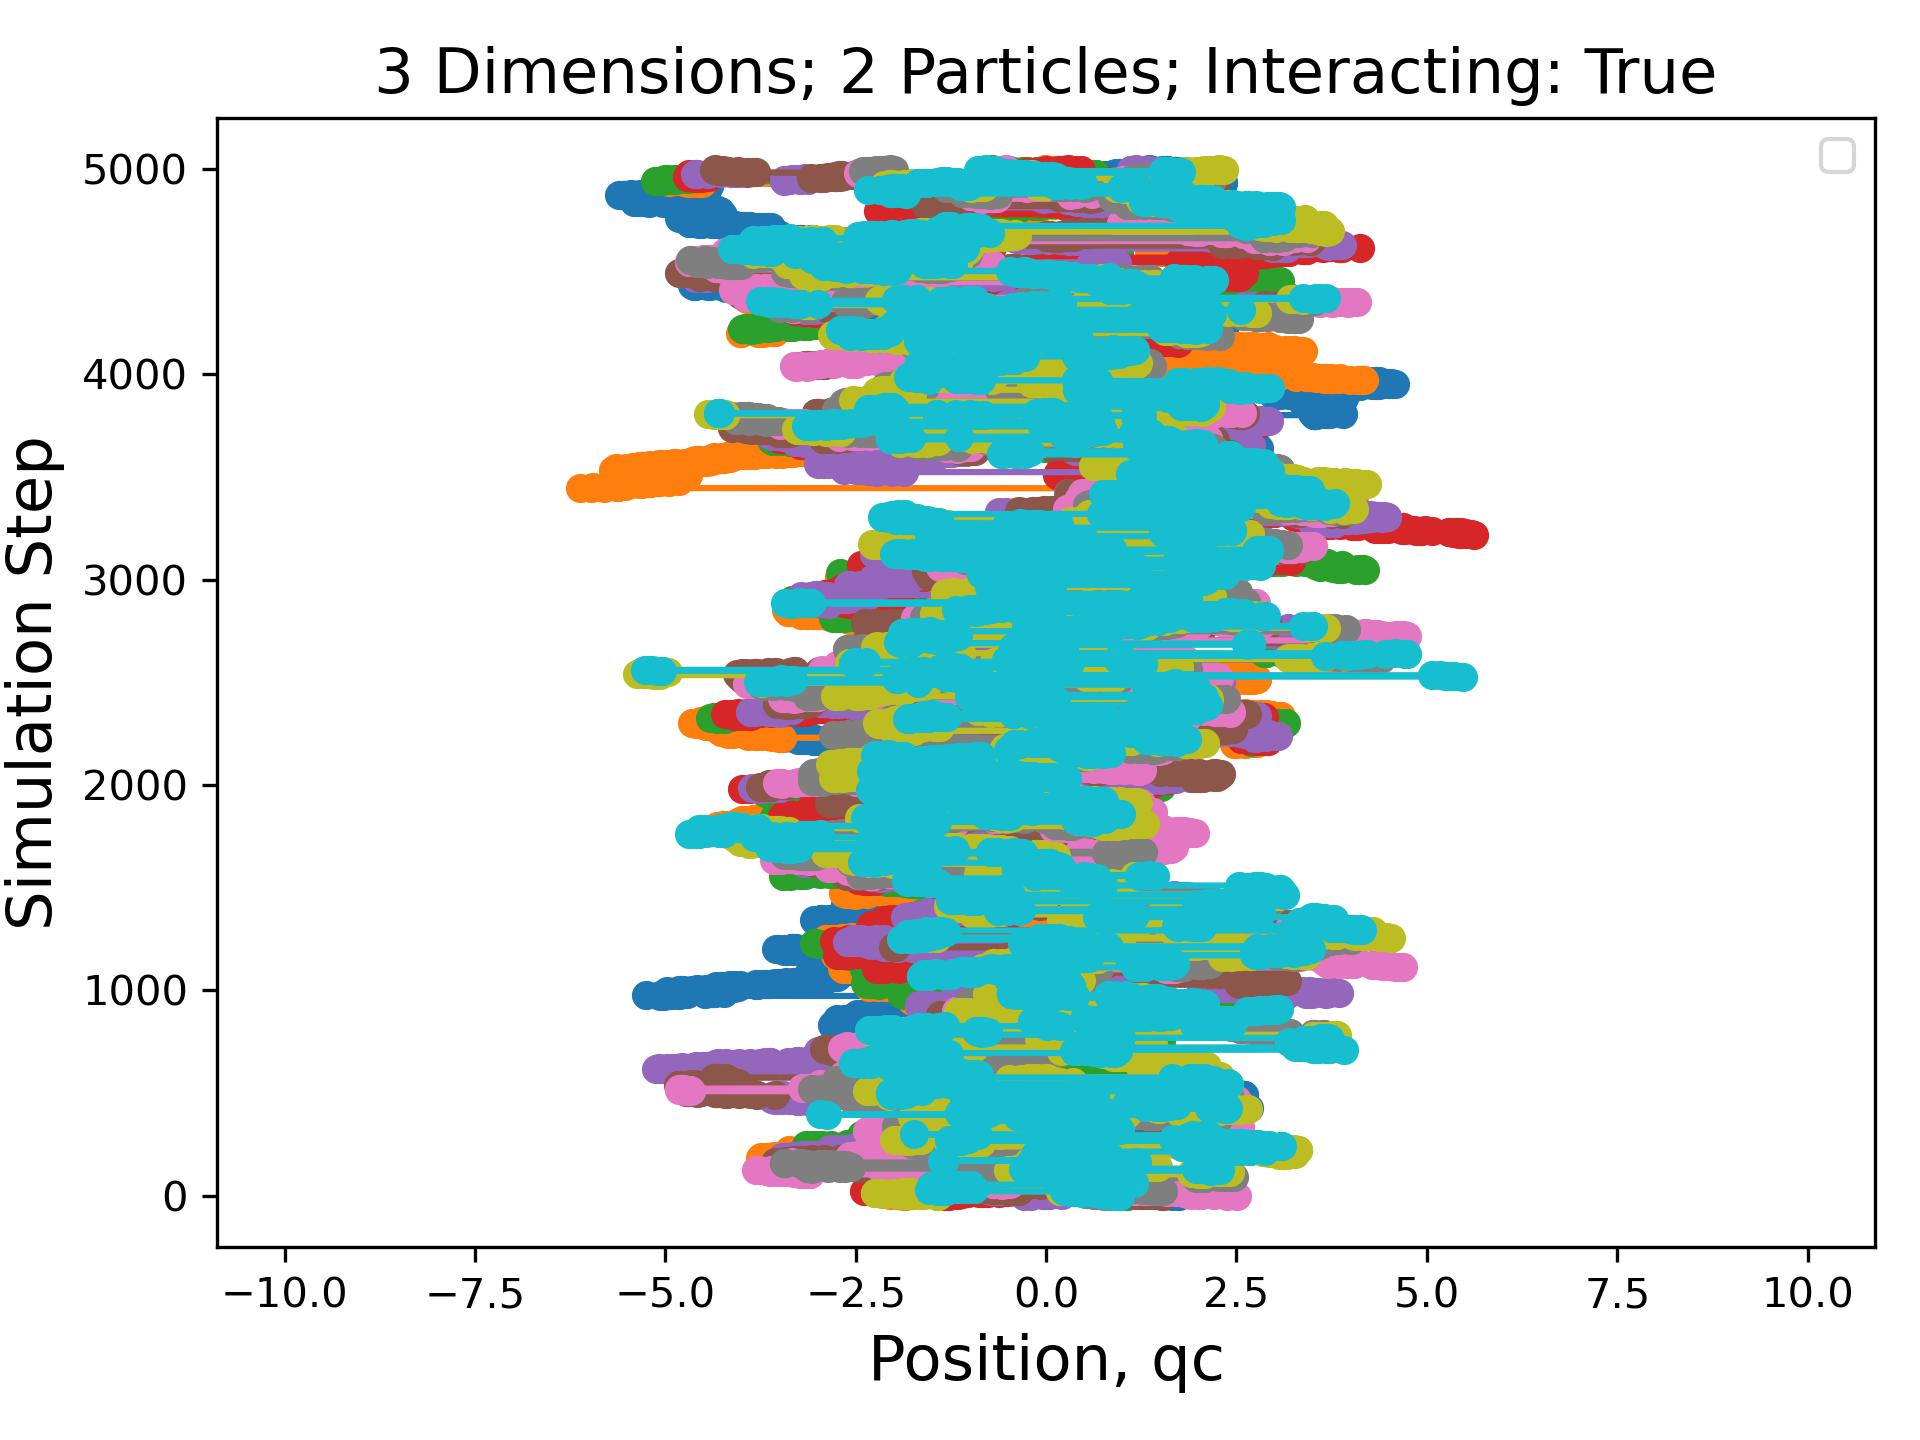 3 Dimensions; 2 Particles; Interacting: True
Simulation Step
5000
4000
3000
2000
1000
0
−10.0 −7.5 −5.0 −2.5 0.0 2.5 5.0 7.5 10.0
Position, qc